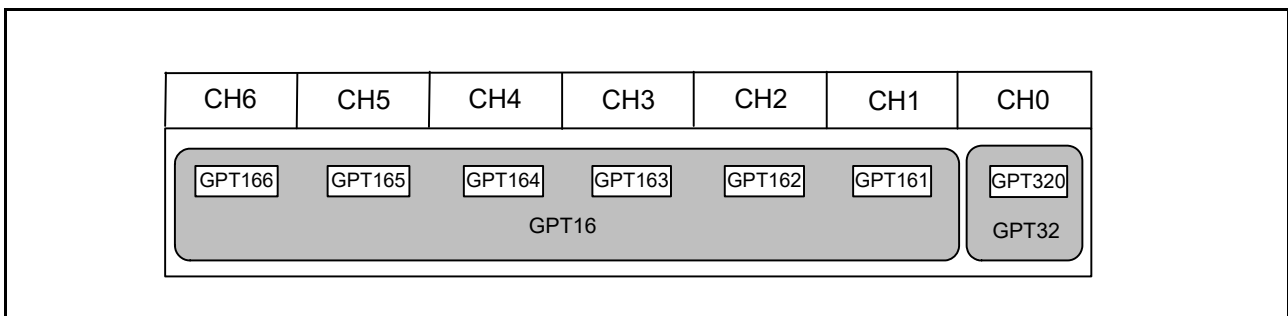 CH6 CH5 CH4 CH3 CH2 CH1 CH0
GPT166 GPT165 GPT164 GPT163 GPT162 GPT161 GPT320
GPT16 GPT32